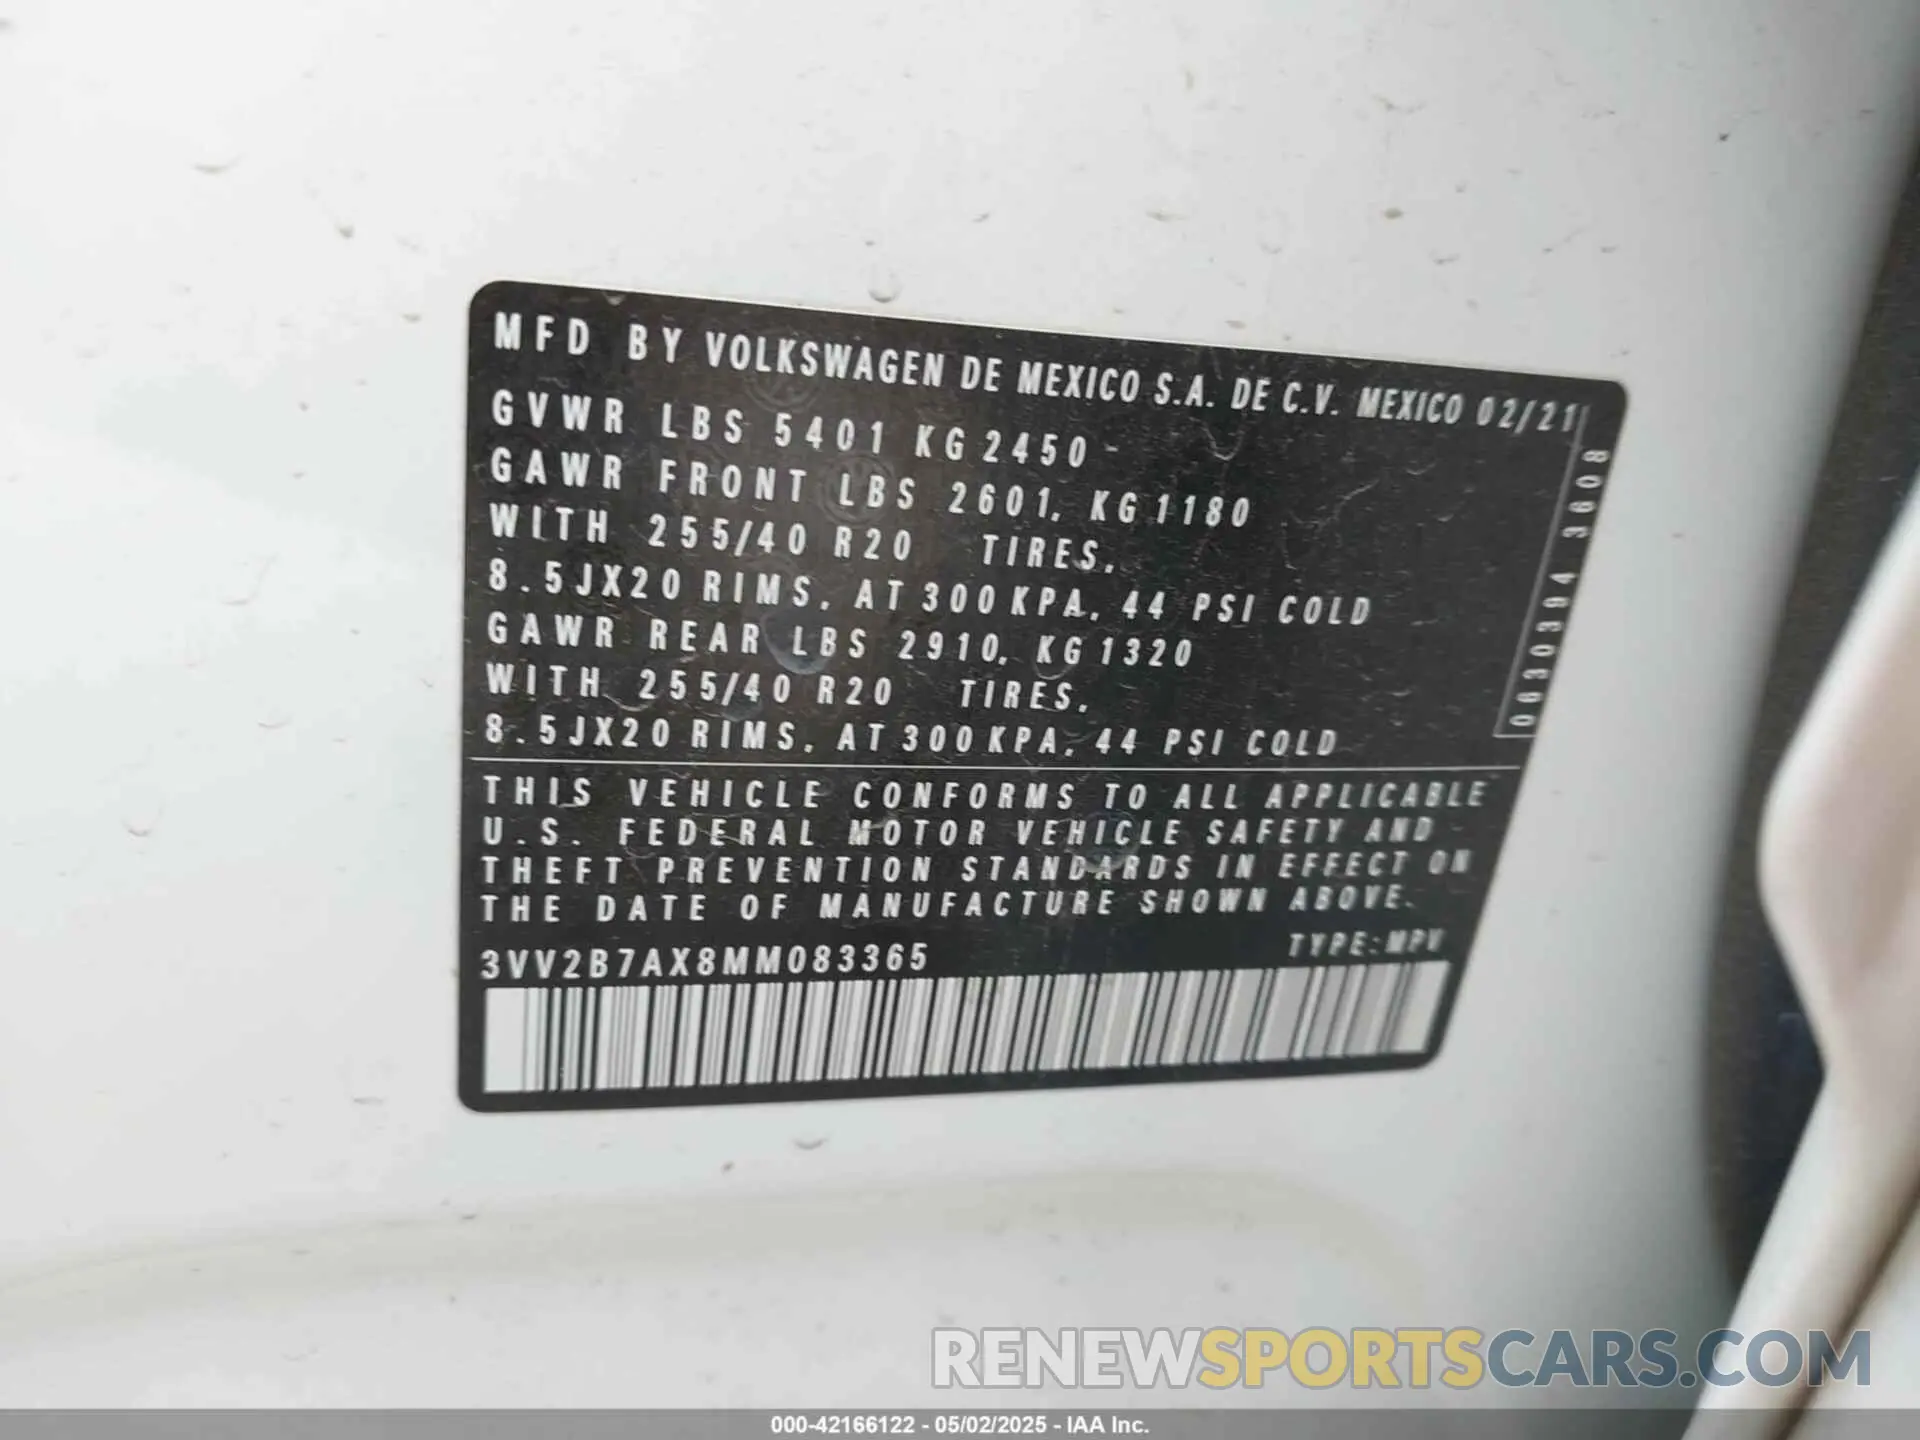 MFD BY VOLKSWAGEN DE MEXICO S.A. DE C.V. MEXICO 02/21
GVWR LBS 5401 KG 2450
GAWR FRONT LBS 2601, KG 1180
WITH 255/40 R20 TIRES,
8.5JX20 RIMS, AT 300 KPA, 44 PSI COLD
GAWR REAR LBS 2910, KG 1320
WITH 255/40 R20 TIRES,
8.5JX20 RIMS, AT 300 KPA, 44 PSI COLD
0630394 3608
THIS VEHICLE CONFORMS TO ALL APPLICABLE
U.S. FEDERAL MOTOR VEHICLE SAFETY AND
THEFT PREVENTION STANDARDS IN EFFECT ON
THE DATE OF MANUFACTURE SHOWN ABOVE.
3VV2B7AX8MM083365 TYPE:MPV
RENEWSPORTSCARS.COM
000-42166122 - 05/02/2025 - IAA Inc.